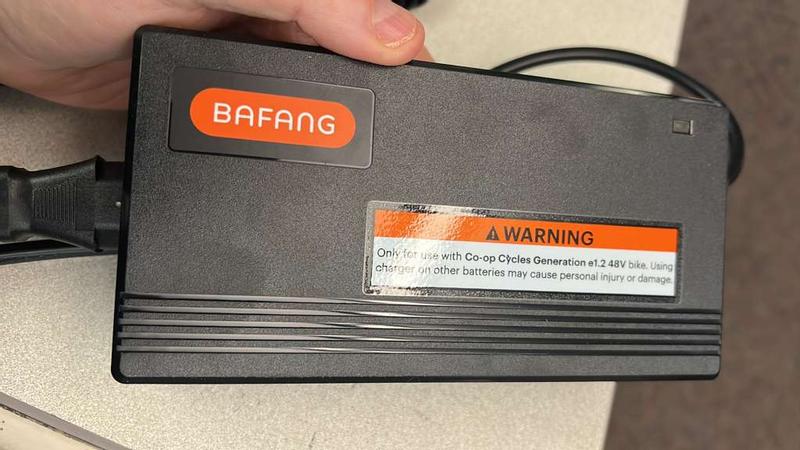 BAFANG
WARNING
Only for use with Co-op Cycles Generation e1.2 48V bike. Using
charger on other batteries may cause personal injury or damage.